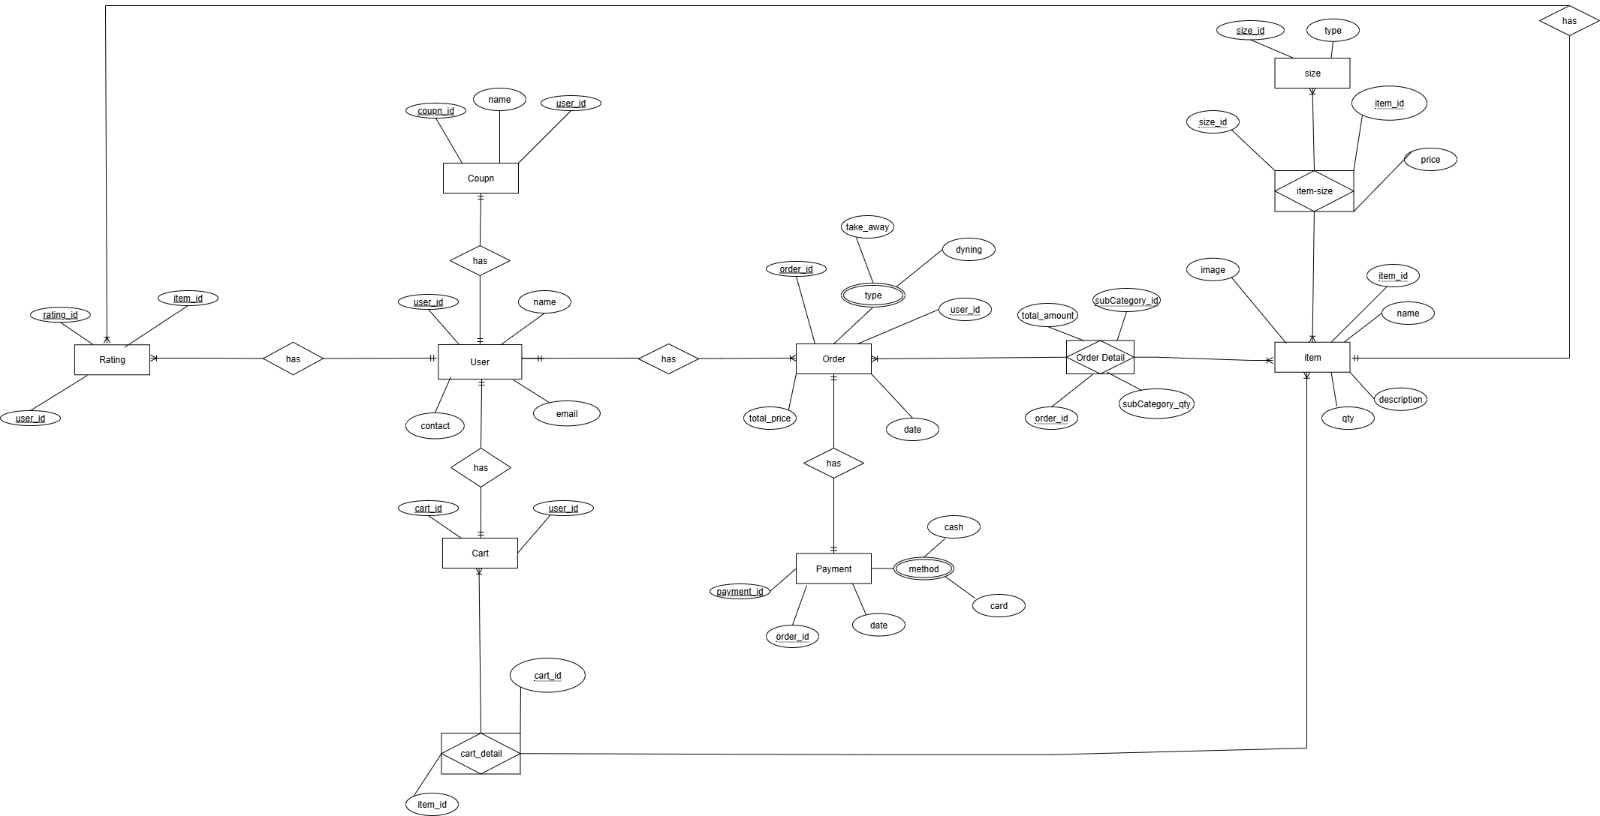 has
size_id
type
size
item_id
size_id
price
item-size
coupn_id
name
user_id
Coupn
has
take_away
dyning
order_id
type
user_id
image
item_id
name
subCategory_id
total_amount
rating_id
item_id
user_id
name
Rating
has
User
has
Order
Order Detail
item
user_id
contact
email
total_price
date
order_id
subCategory_qty
description
qty
has
has
cart_id
user_id
Cart
cash
Payment
method
card
payment_id
order_id
date
cart_id
cart_detail
item_id